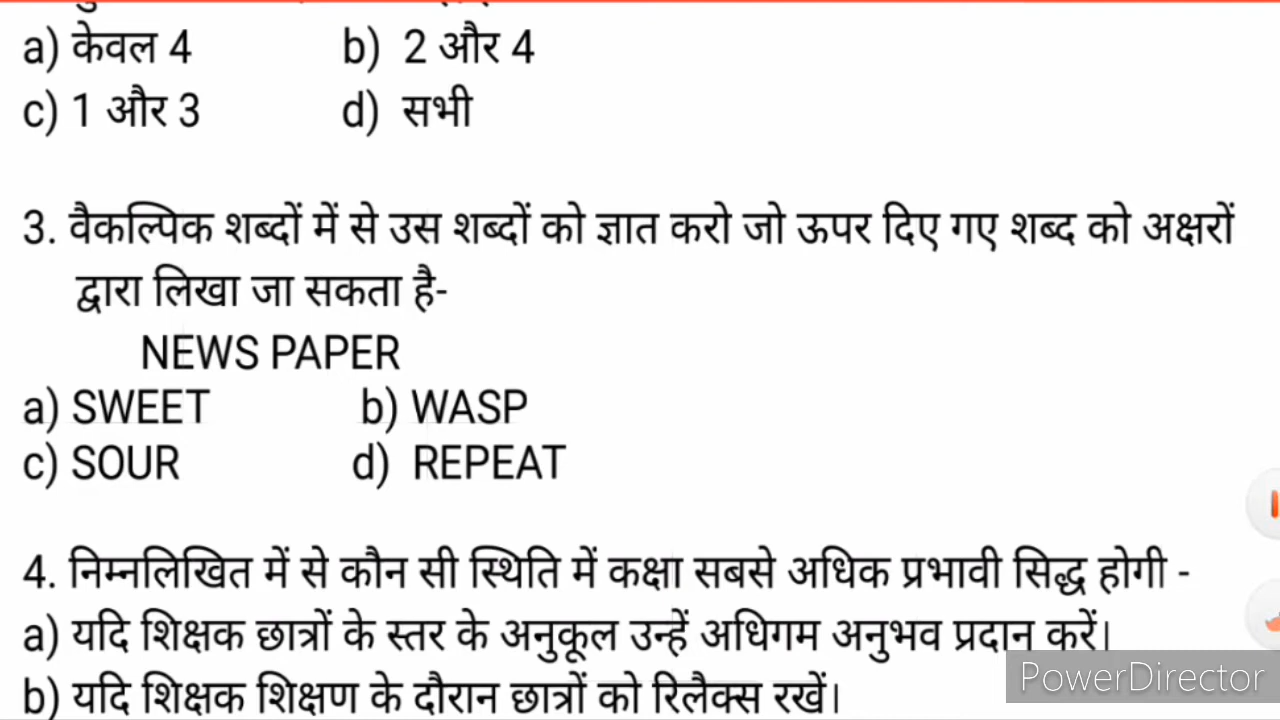 a) केवल 4 b) 2 और 4
c) 1 और 3 d) सभी
3. वैकल्पिक शब्दों में से उस शब्दों को ज्ञात करो जो ऊपर दिए गए शब्द को अक्षरों
द्वारा लिखा जा सकता है-
NEWS PAPER
a) SWEET b) WASP
c) SOUR d) REPEAT
4. निम्नलिखित में से कौन सी स्थिति में कक्षा सबसे अधिक प्रभावी सिद्ध होगी -
a) यदि शिक्षक छात्रों के स्तर के अनुकूल उन्हें अधिगम अनुभव प्रदान करें।
b) यदि शिक्षक शिक्षण के दौरान छात्रों को रिलैक्स रखें।
PowerDirector